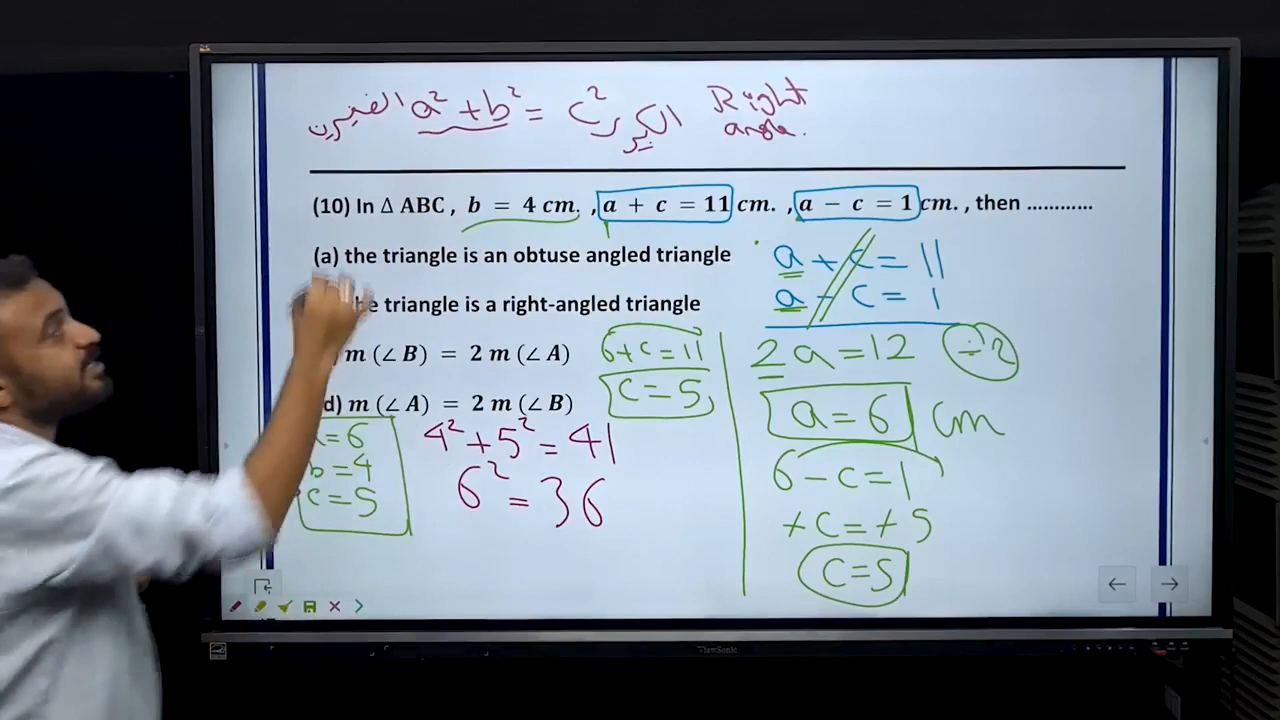 الصغيرين a² + b² = c² الكبير Right angle.
(10) In Δ ABC , b = 4 cm. , a + c = 11 cm. , a − c = 1 cm. , then ............
(a) the triangle is an obtuse angled triangle
the triangle is a right-angled triangle
m (∠ B) = 2 m (∠ A)
d) m (∠ A) = 2 m (∠ B)
a + c = 11
a - c = 1
2a = 12 ÷2
a = 6 cm
6 - c = 1
+c = +5
c = 5
6+c = 11
c = 5
=6
b = 4
c = 5
4² + 5² = 41
6² = 36
ViewSonic